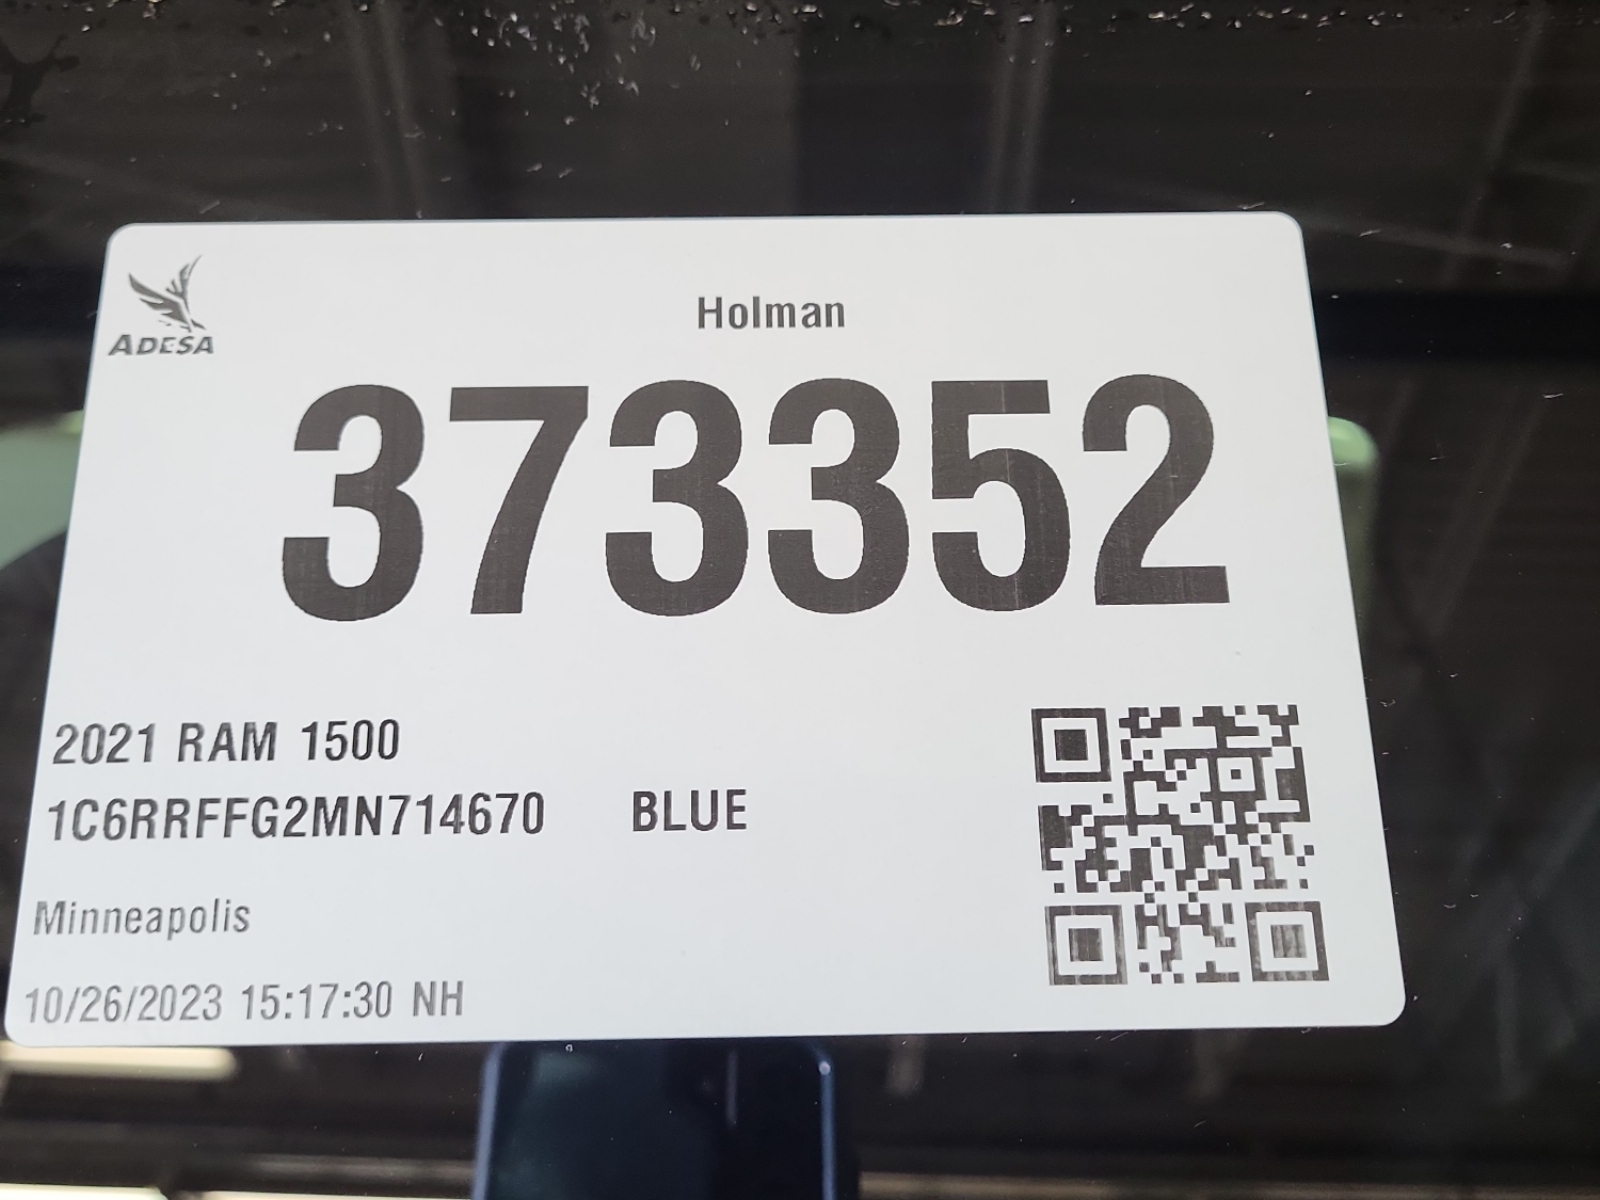 ADESA
Holman
373352
2021 RAM 1500
1C6RRFFG2MN714670 BLUE
Minneapolis
10/26/2023 15:17:30 NH